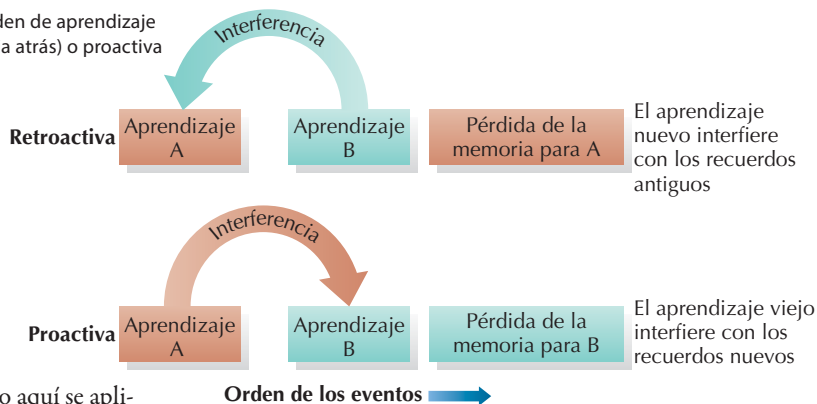 den de aprendizaje
a atrás) o proactiva
Interferencia
Retroactiva
Aprendizaje
A
Aprendizaje
B
Pérdida de la
memoria para A
El aprendizaje
nuevo interfiere
con los recuerdos
antiguos
Interferencia
Proactiva
Aprendizaje
A
Aprendizaje
B
Pérdida de la
memoria para B
El aprendizaje viejo
interfiere con los
recuerdos nuevos
o aquí se apli-
Orden de los eventos